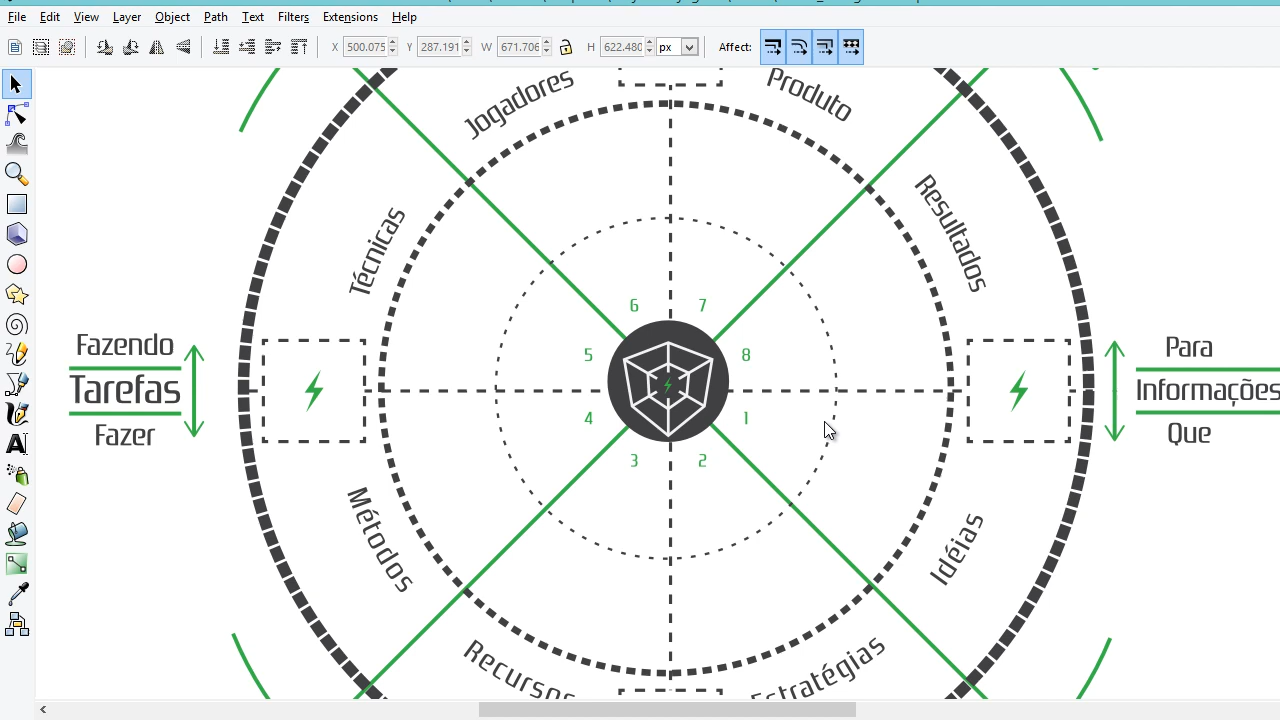 File Edit View Layer Object Path Text Filters Extensions Help
X 500.075 Y 287.191 W 671.706 H 622.480 px Affect:
Jogadores
Produto
Técnicas
Resultados
6 7
5 8
4 1
3 2
Fazendo
Tarefas
Fazer
Para
Informações
Que
Métodos
Idéias
Recursos
Estratégias